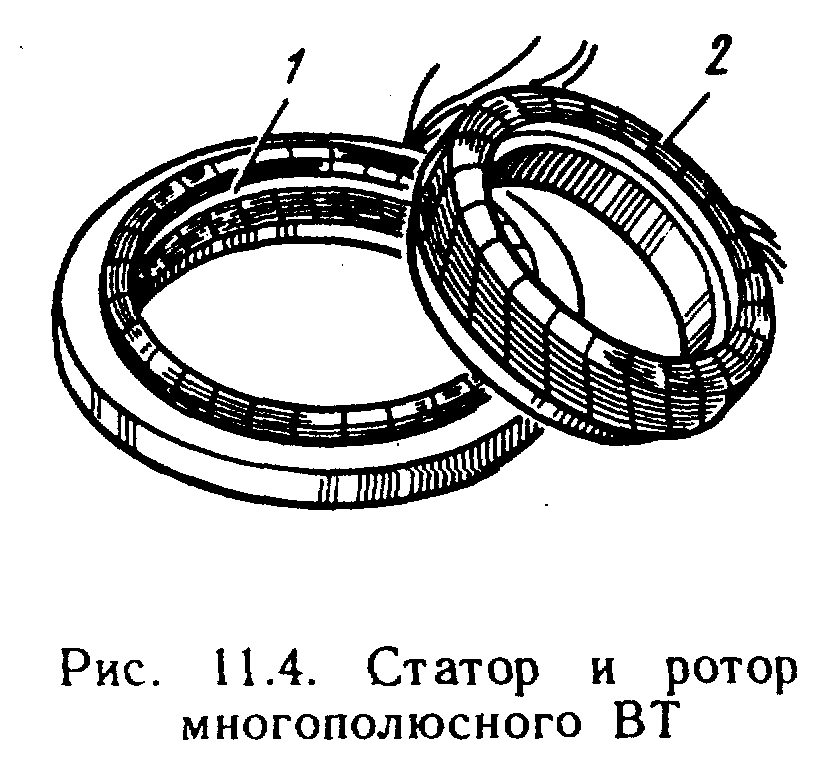 1
2
Рис. 11.4. Статор и ротор
многополюсного ВТ